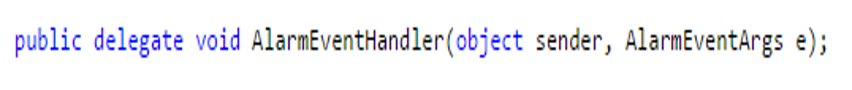 public delegate void AlarmEventHandler(object sender, AlarmEventArgs e);